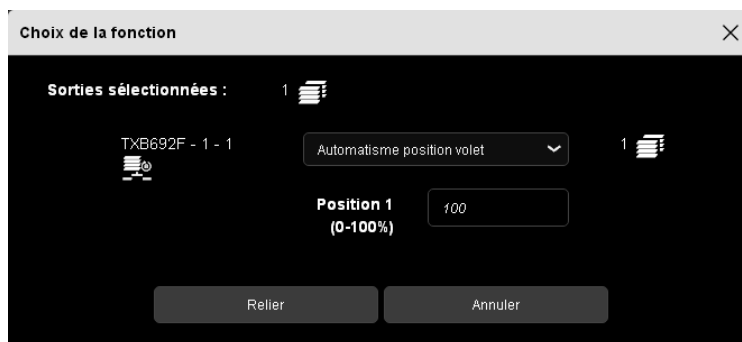 Choix de la fonction
Sorties sélectionnées : 1
TXB692F - 1 - 1 Automatisme position volet 1
Position 1 100
(0-100%)
Relier Annuler